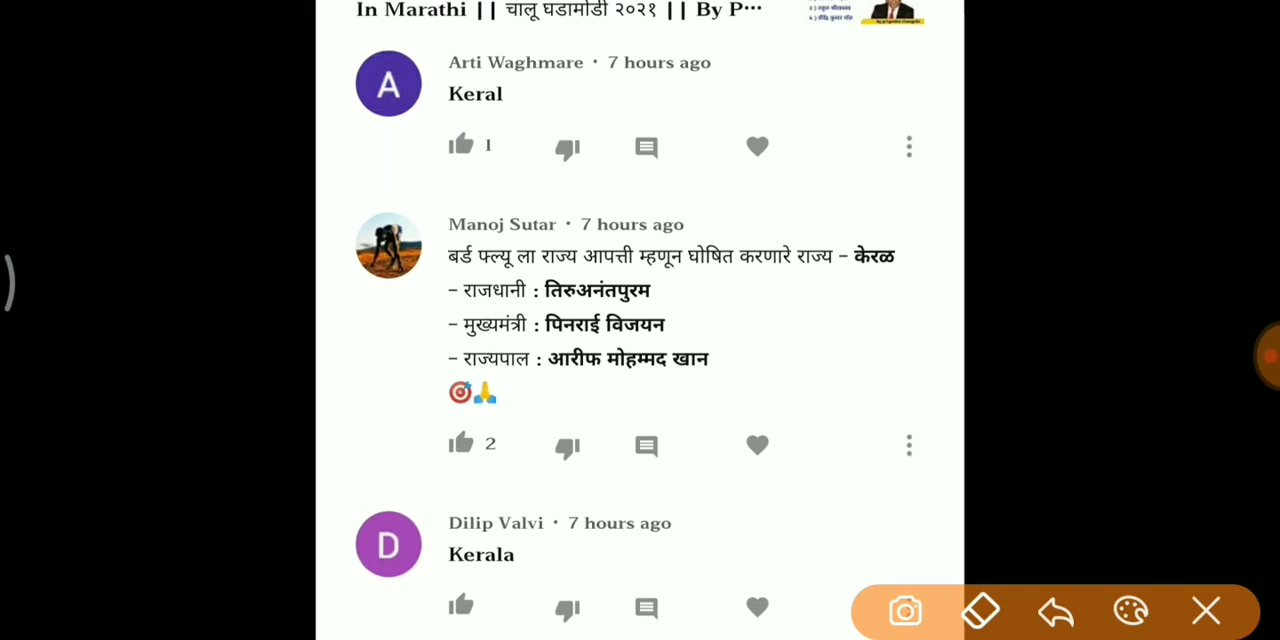 In Marathi || चालू घडामोडी २०२१ || By P...
Arti Waghmare · 7 hours ago
A
Keral
1
Manoj Sutar · 7 hours ago
बर्ड फ्ल्यू ला राज्य आपत्ती म्हणून घोषित करणारे राज्य – केरळ
– राजधानी : तिरुअनंतपुरम
– मुख्यमंत्री : पिनराई विजयन
– राज्यपाल : आरीफ मोहम्मद खान
2
Dilip Valvi · 7 hours ago
D
Kerala